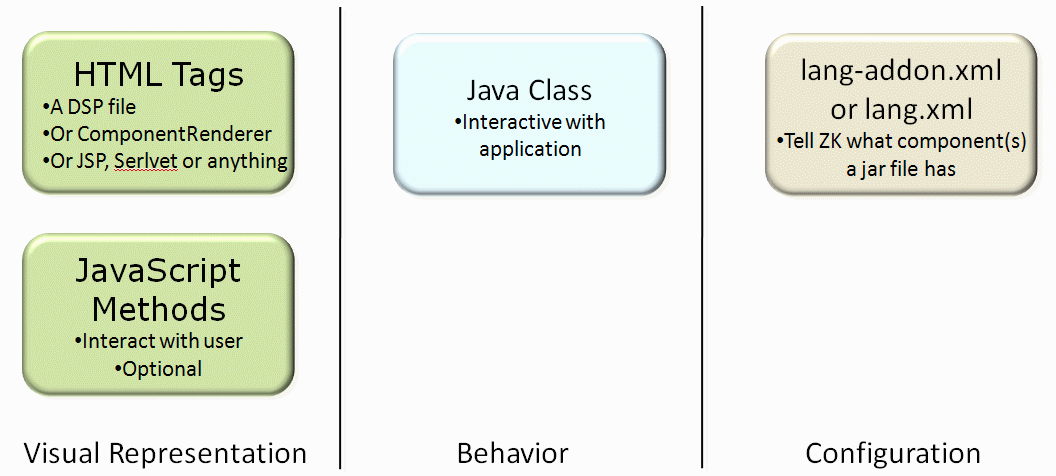 HTML Tags
•A DSP file
•Or ComponentRenderer
•Or JSP, Serlvet or anything
JavaScript
Methods
•Interact with user
•Optional
Visual Representation
Java Class
•Interactive with
application
Behavior
lang-addon.xml
or lang.xml
•Tell ZK what component(s)
a jar file has
Configuration